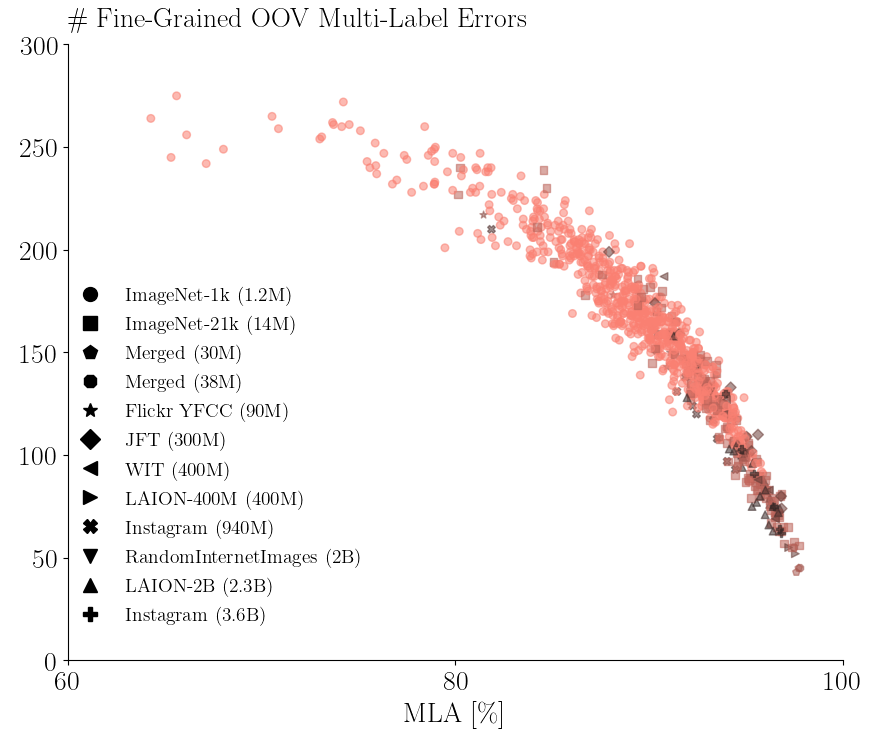 # Fine-Grained OOV Multi-Label Errors
300
250
200
150
100
50
0
ImageNet-1k (1.2M)
ImageNet-21k (14M)
Merged (30M)
Merged (38M)
Flickr YFCC (90M)
JFT (300M)
WIT (400M)
LAION-400M (400M)
Instagram (940M)
RandomInternetImages (2B)
LAION-2B (2.3B)
Instagram (3.6B)
60
80
100
MLA [%]